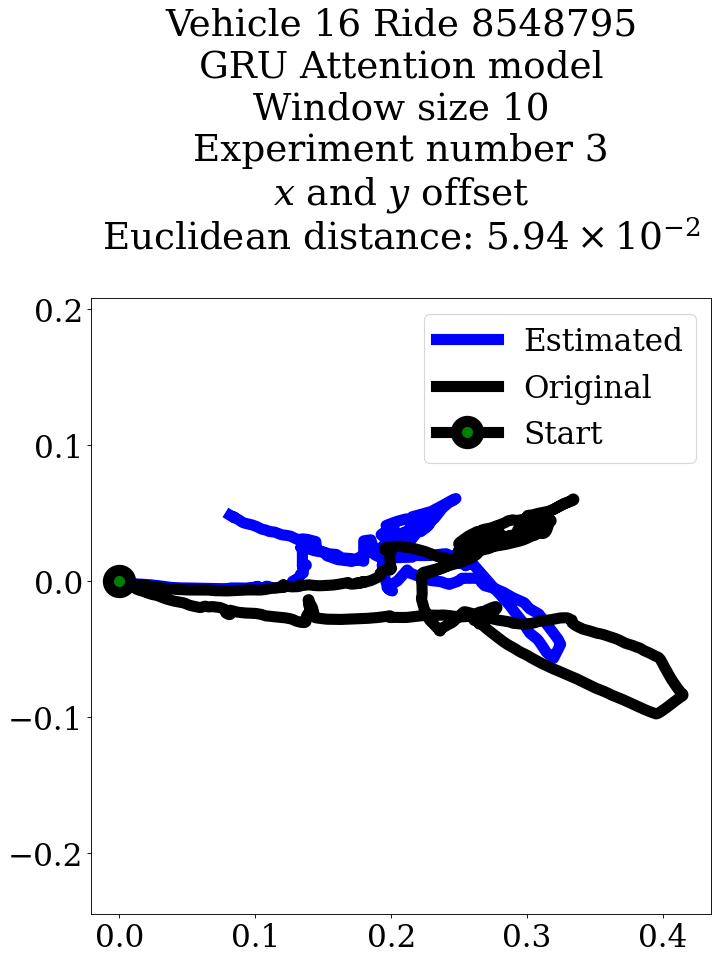 Vehicle 16 Ride 8548795
GRU Attention model
Window size 10
Experiment number 3
x and y offset
Euclidean distance: 5.94 × 10⁻²
Estimated
Original
Start
0.2
0.1
0.0
−0.1
−0.2
0.0 0.1 0.2 0.3 0.4